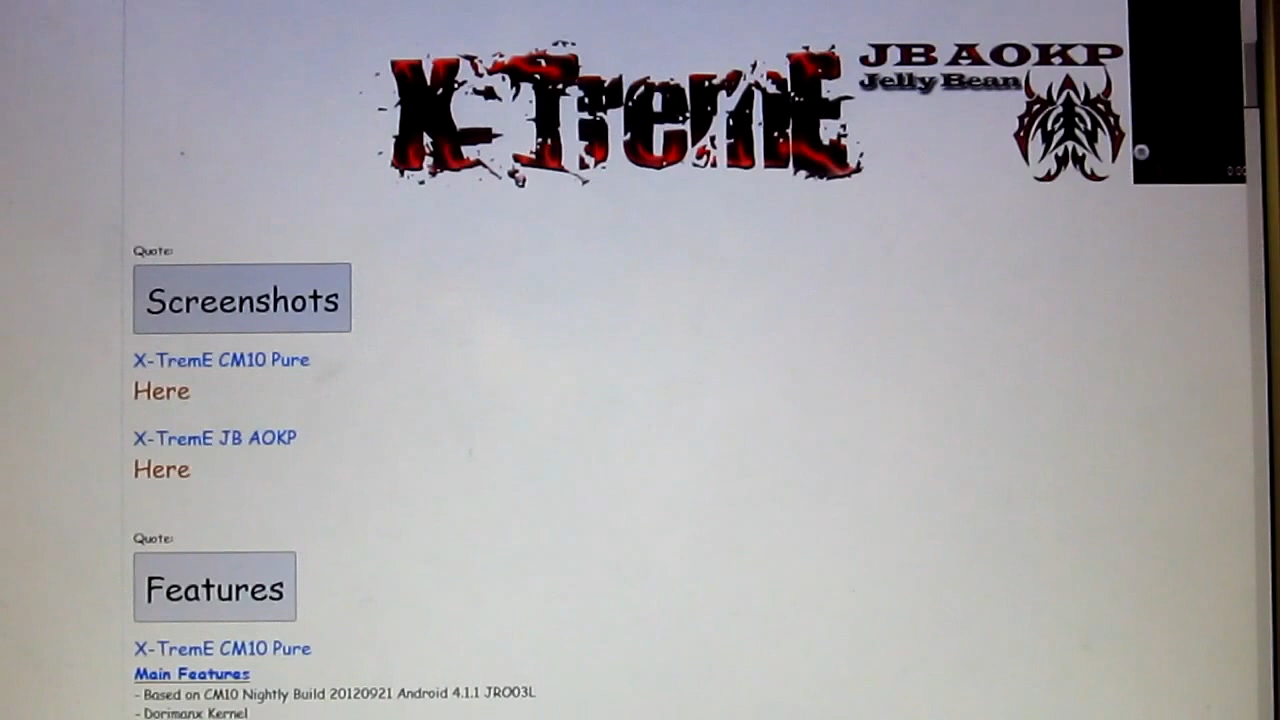 X-TremE
JB AOKP
Jelly Bean
Quote:
Screenshots
X-TremE CM10 Pure
Here
X-TremE JB AOKP
Here
Quote:
Features
X-TremE CM10 Pure
Main Features
- Based on CM10 Nightly Build 20120921 Android 4.1.1 JRO03L
- Dorimanx Kernel